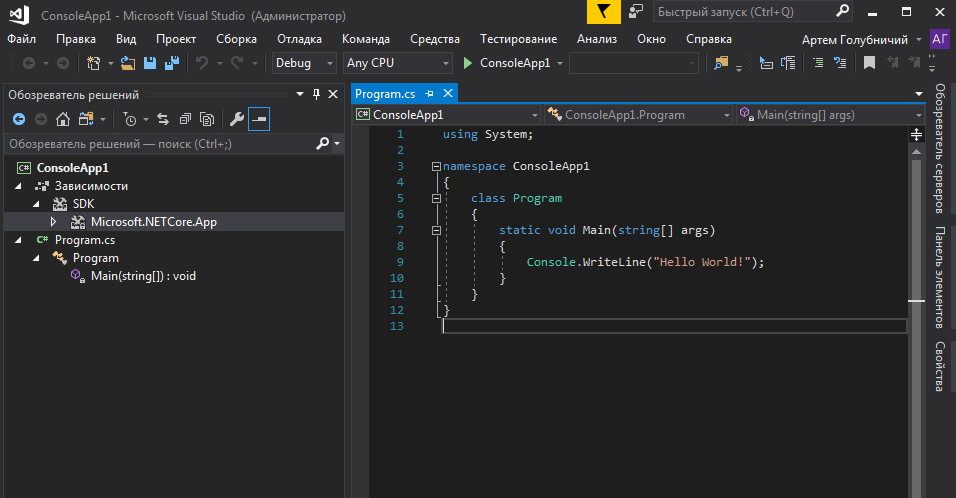 ConsoleApp1 - Microsoft Visual Studio (Администратор)
Быстрый запуск (Ctrl+Q)
Файл Правка Вид Проект Сборка Отладка Команда Средства Тестирование Анализ Окно Справка Артем Голубничий АГ
Debug Any CPU ConsoleApp1
Обозреватель решений
Обозреватель решений — поиск (Ctrl+;)
C# ConsoleApp1
Зависимости
SDK
Microsoft.NETCore.App
C# Program.cs
Program
Main(string[]) : void
Program.cs
C# ConsoleApp1 ConsoleApp1.Program Main(string[] args)
1 using System;
2
3 namespace ConsoleApp1
4 {
5 class Program
6 {
7 static void Main(string[] args)
8 {
9 Console.WriteLine("Hello World!");
10 }
11 }
12 }
13
Обозреватель серверов
Панель элементов
Свойства